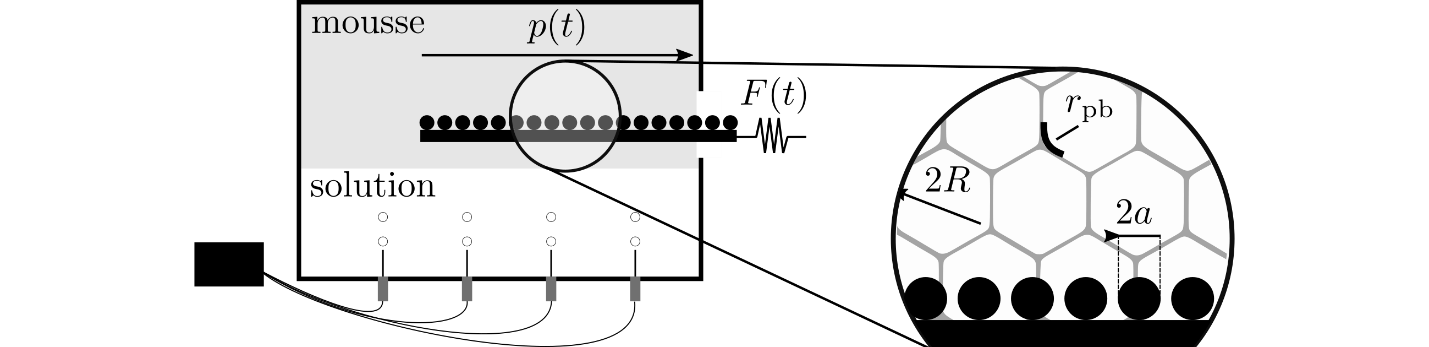 mousse
p(t)
F(t)
solution
r_pb
2R
2a